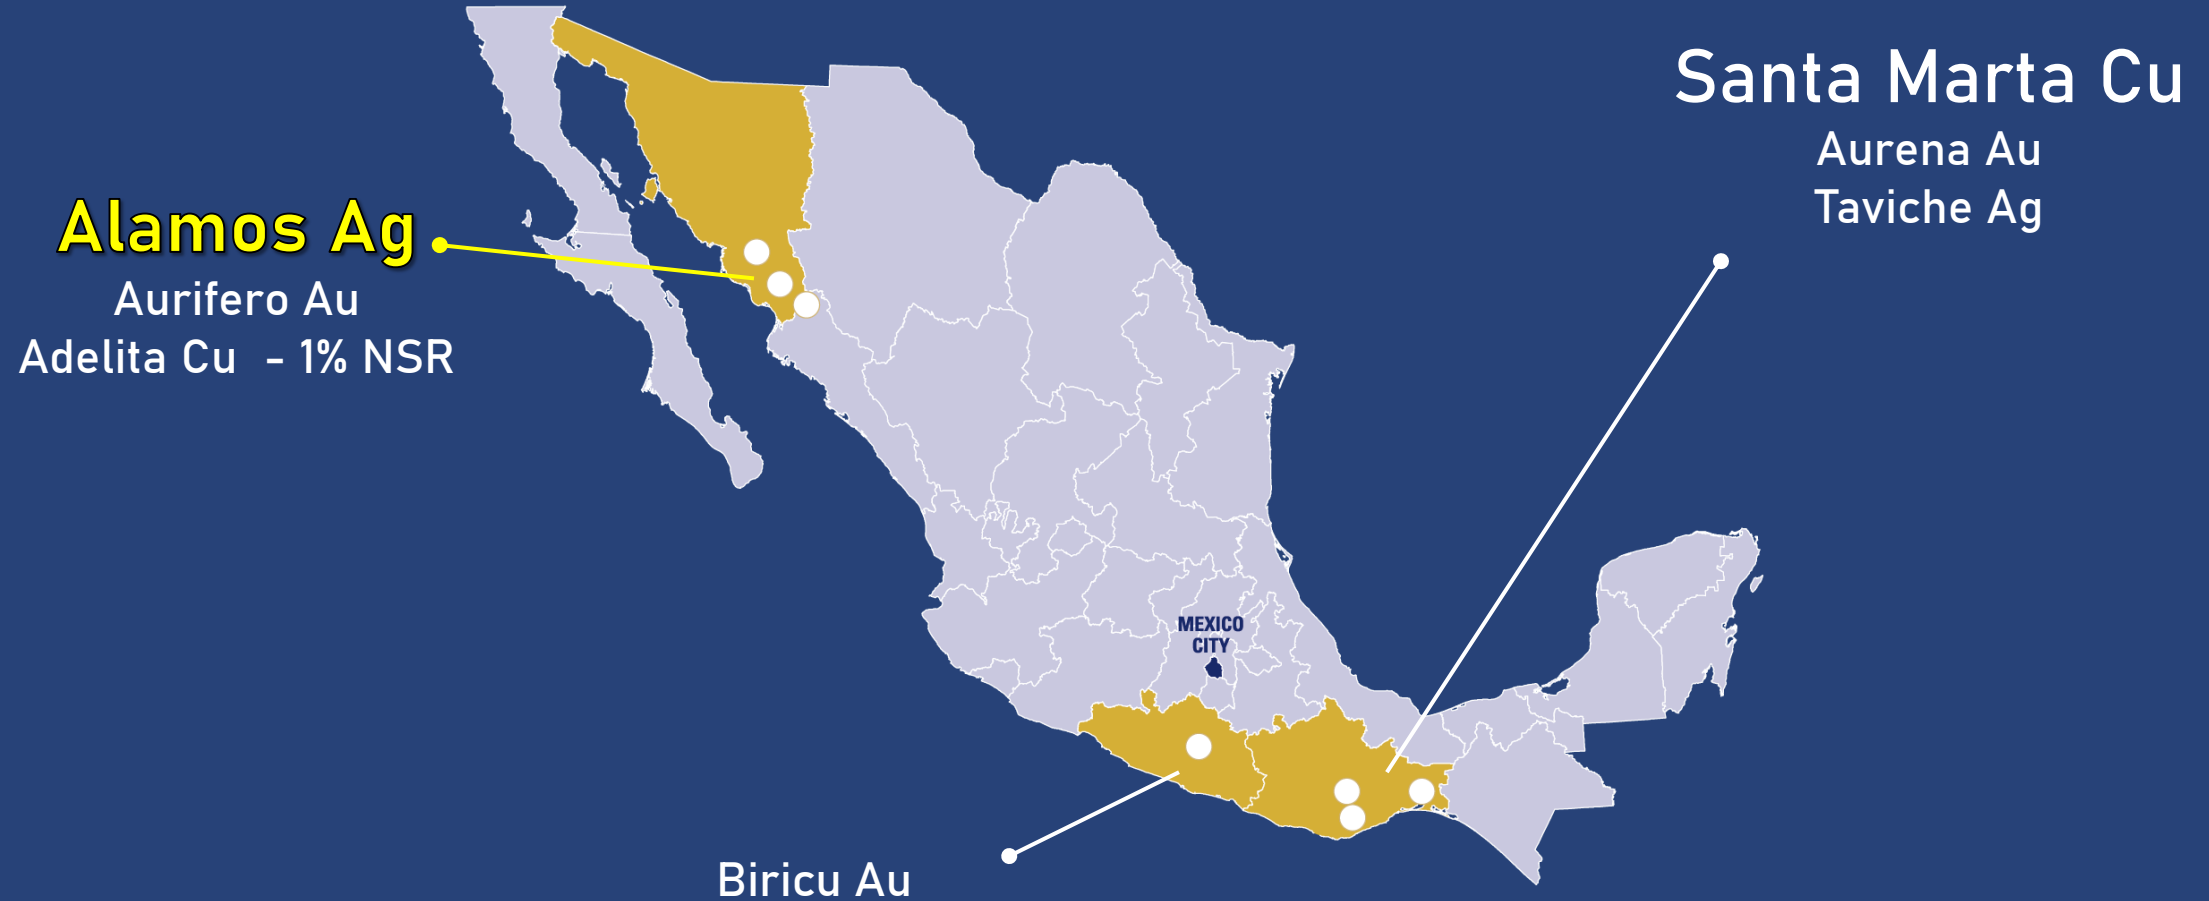 Santa Marta Cu
Aurena Au
Taviche Ag
Alamos Ag
Aurifero Au
Adelita Cu - 1% NSR
MEXICO
CITY
Biricu Au